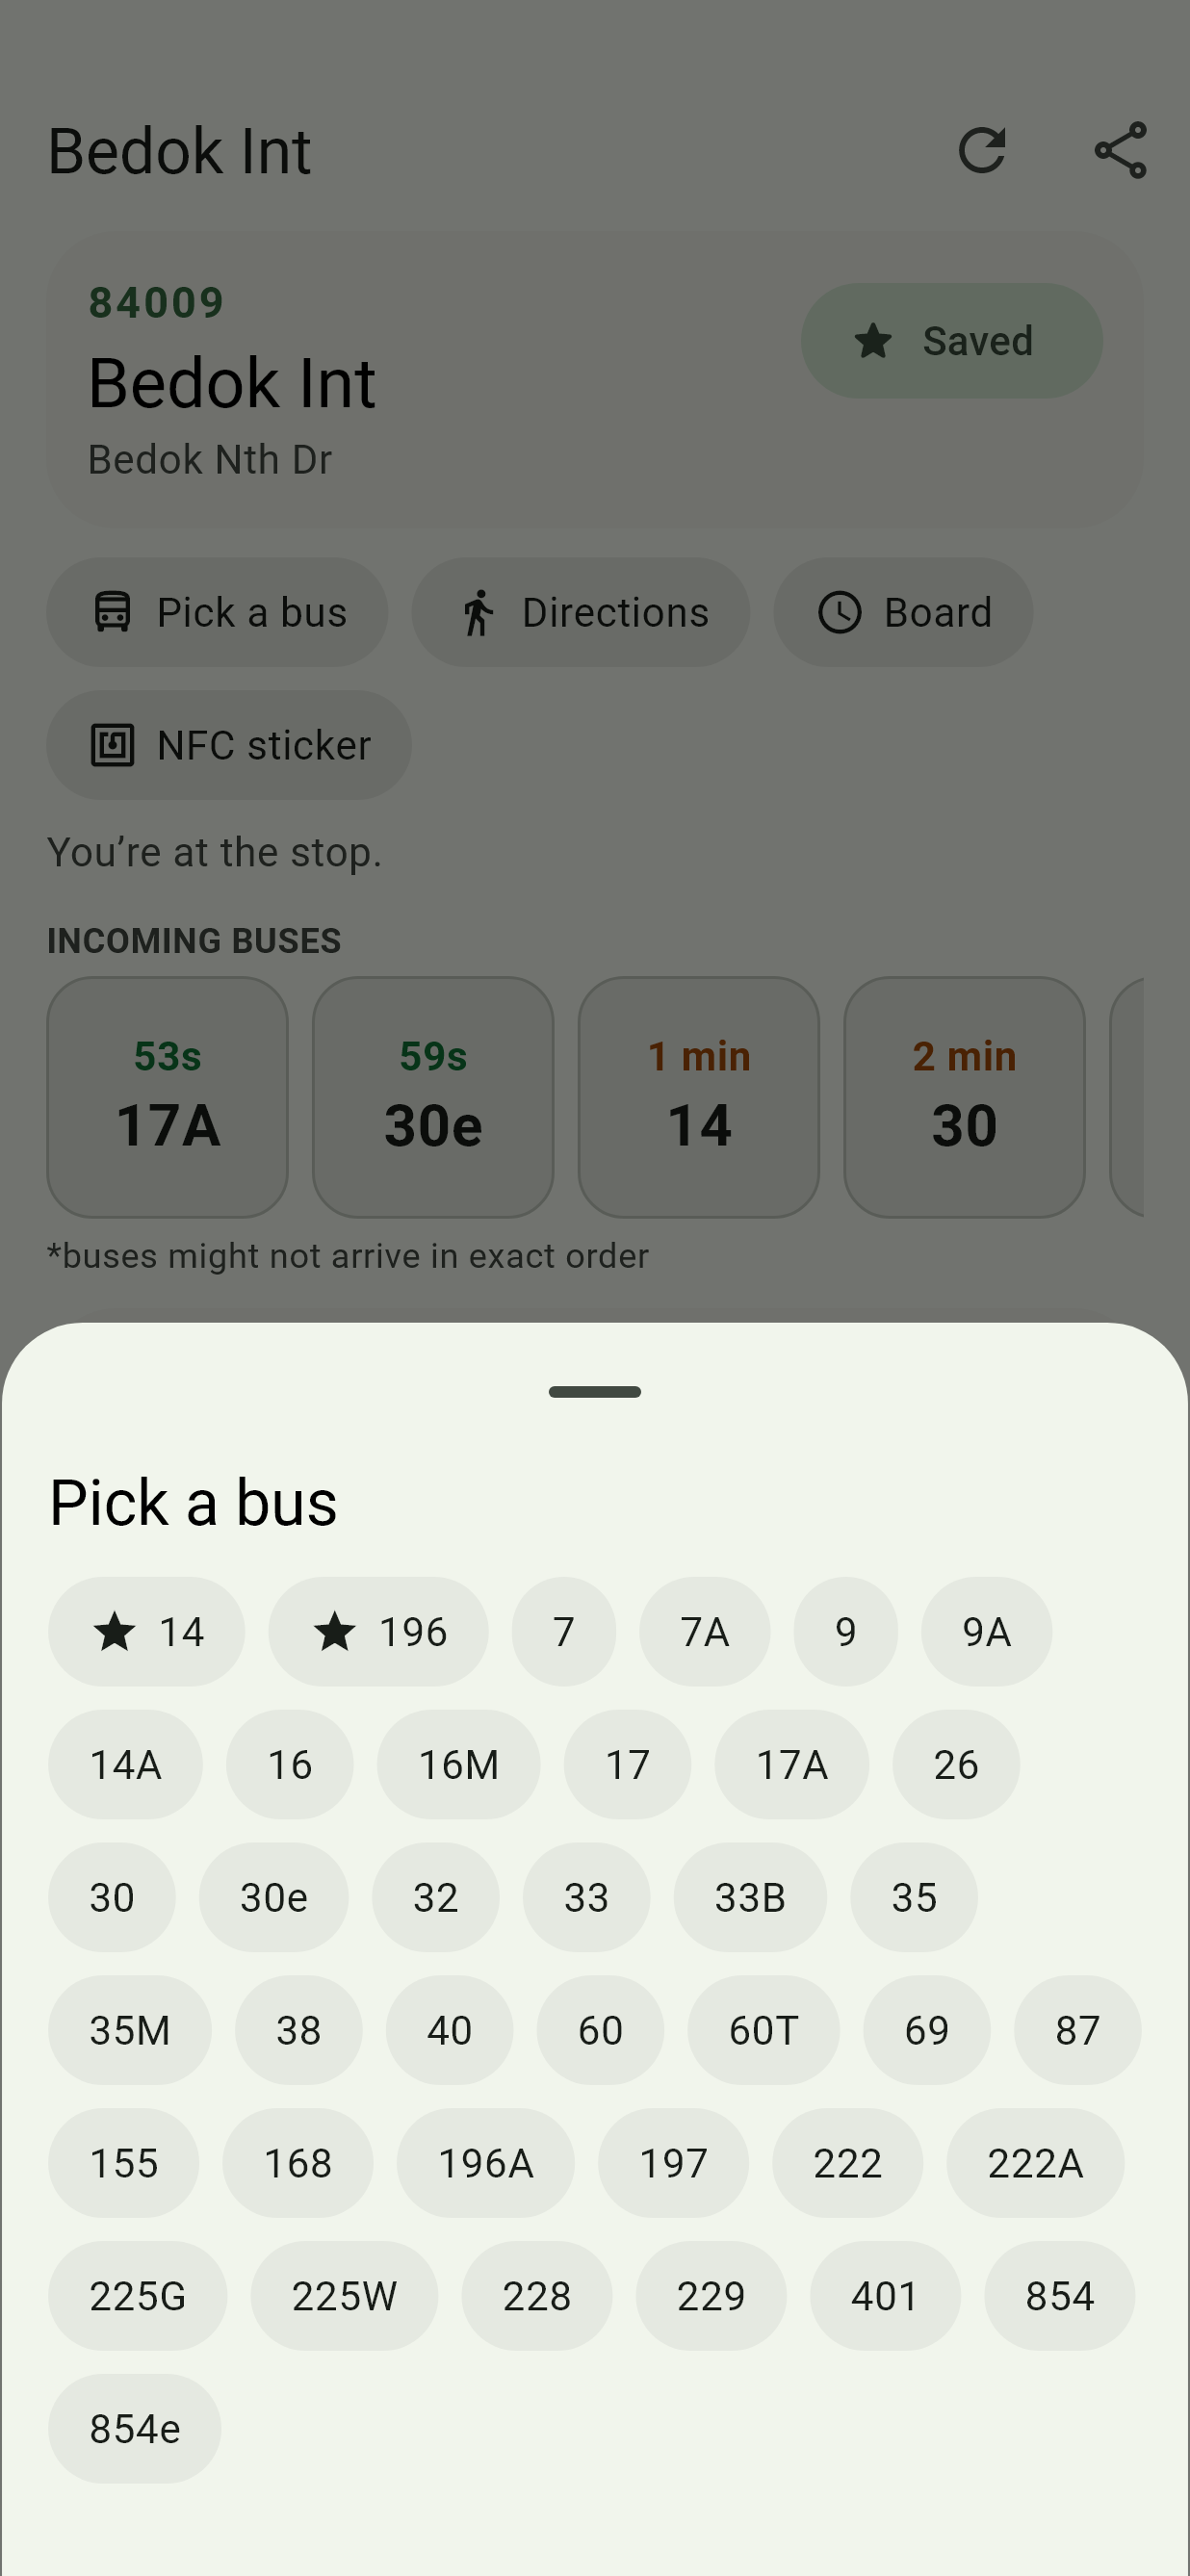 Bedok Int
84009
Bedok Int
Saved
Bedok Nth Dr
Pick a bus
Directions
Board
NFC sticker
You’re at the stop.
INCOMING BUSES
53s 59s 1 min 2 min
17A 30e 14 30
*buses might not arrive in exact order
Pick a bus
14 196 7 7A 9 9A
14A 16 16M 17 17A 26
30 30e 32 33 33B 35
35M 38 40 60 60T 69 87
155 168 196A 197 222 222A
225G 225W 228 229 401 854
854e